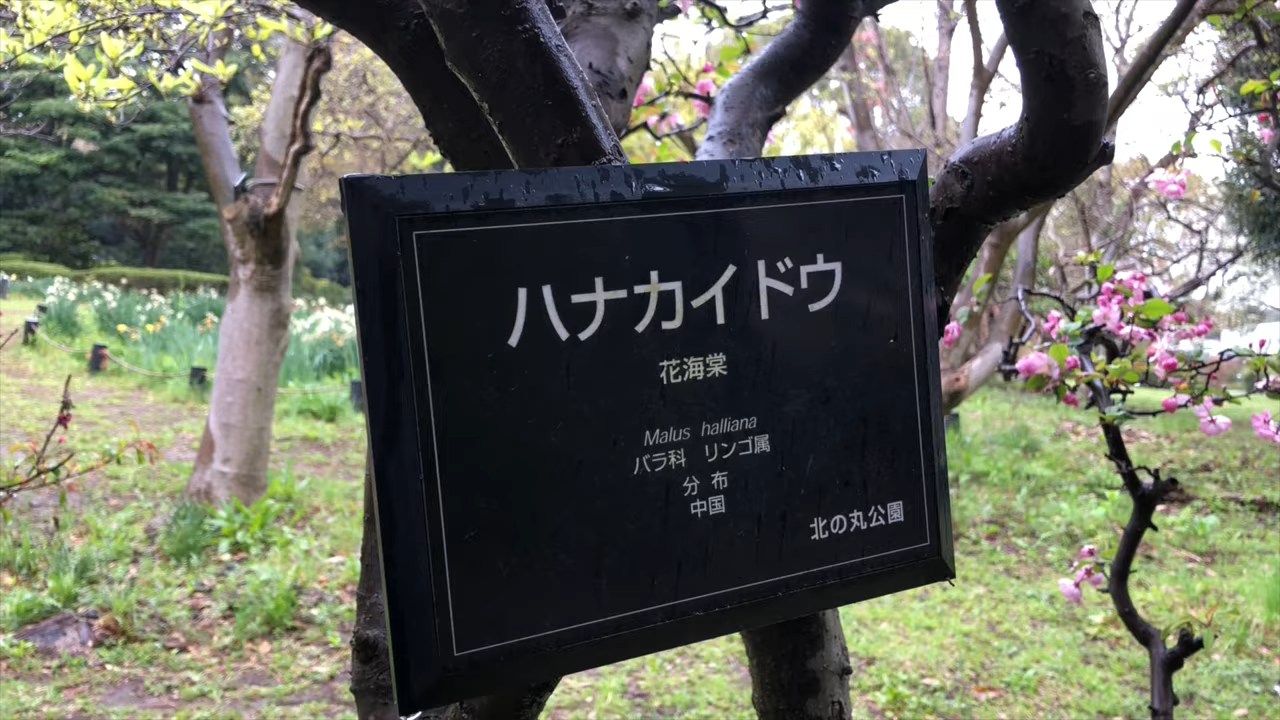 ハナカイドウ
花海棠
Malus halliana
バラ科 リンゴ属
分 布
中国
北の丸公園